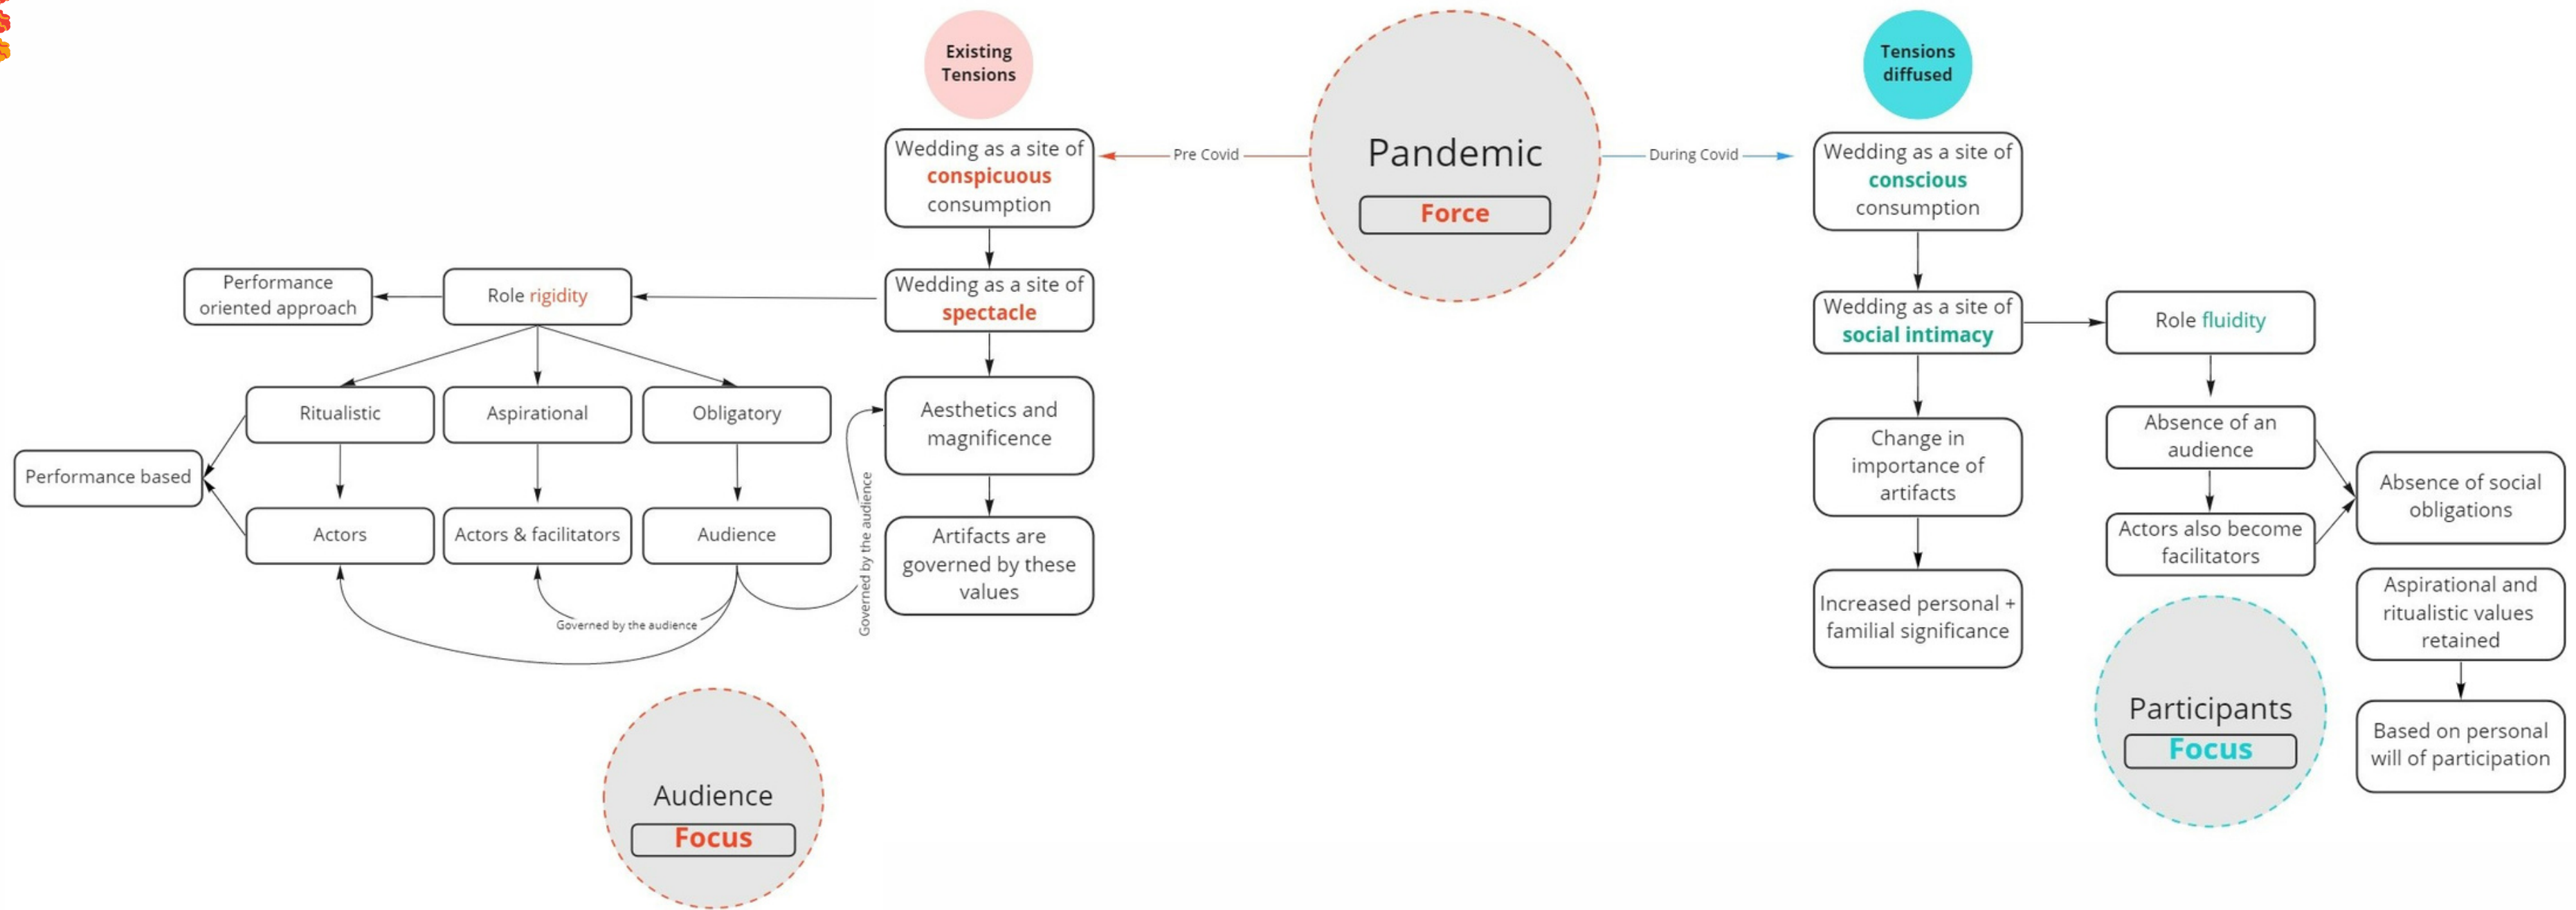 Existing
Tensions
Wedding as a site of
conspicuous
consumption
Pre Covid
Pandemic
Force
During Covid
Tensions
diffused
Wedding as a site of
conscious
consumption
Performance
oriented approach
Role rigidity
Wedding as a site of
spectacle
Ritualistic
Aspirational
Obligatory
Performance based
Actors
Actors & facilitators
Audience
Governed by the audience
Governed by the audience
Aesthetics and
magnificence
Artifacts are
governed by these
values
Audience
Focus
Wedding as a site of
social intimacy
Role fluidity
Change in
importance of
artifacts
Increased personal +
familial significance
Absence of an
audience
Actors also become
facilitators
Absence of social
obligations
Aspirational and
ritualistic values
retained
Based on personal
will of participation
Participants
Focus